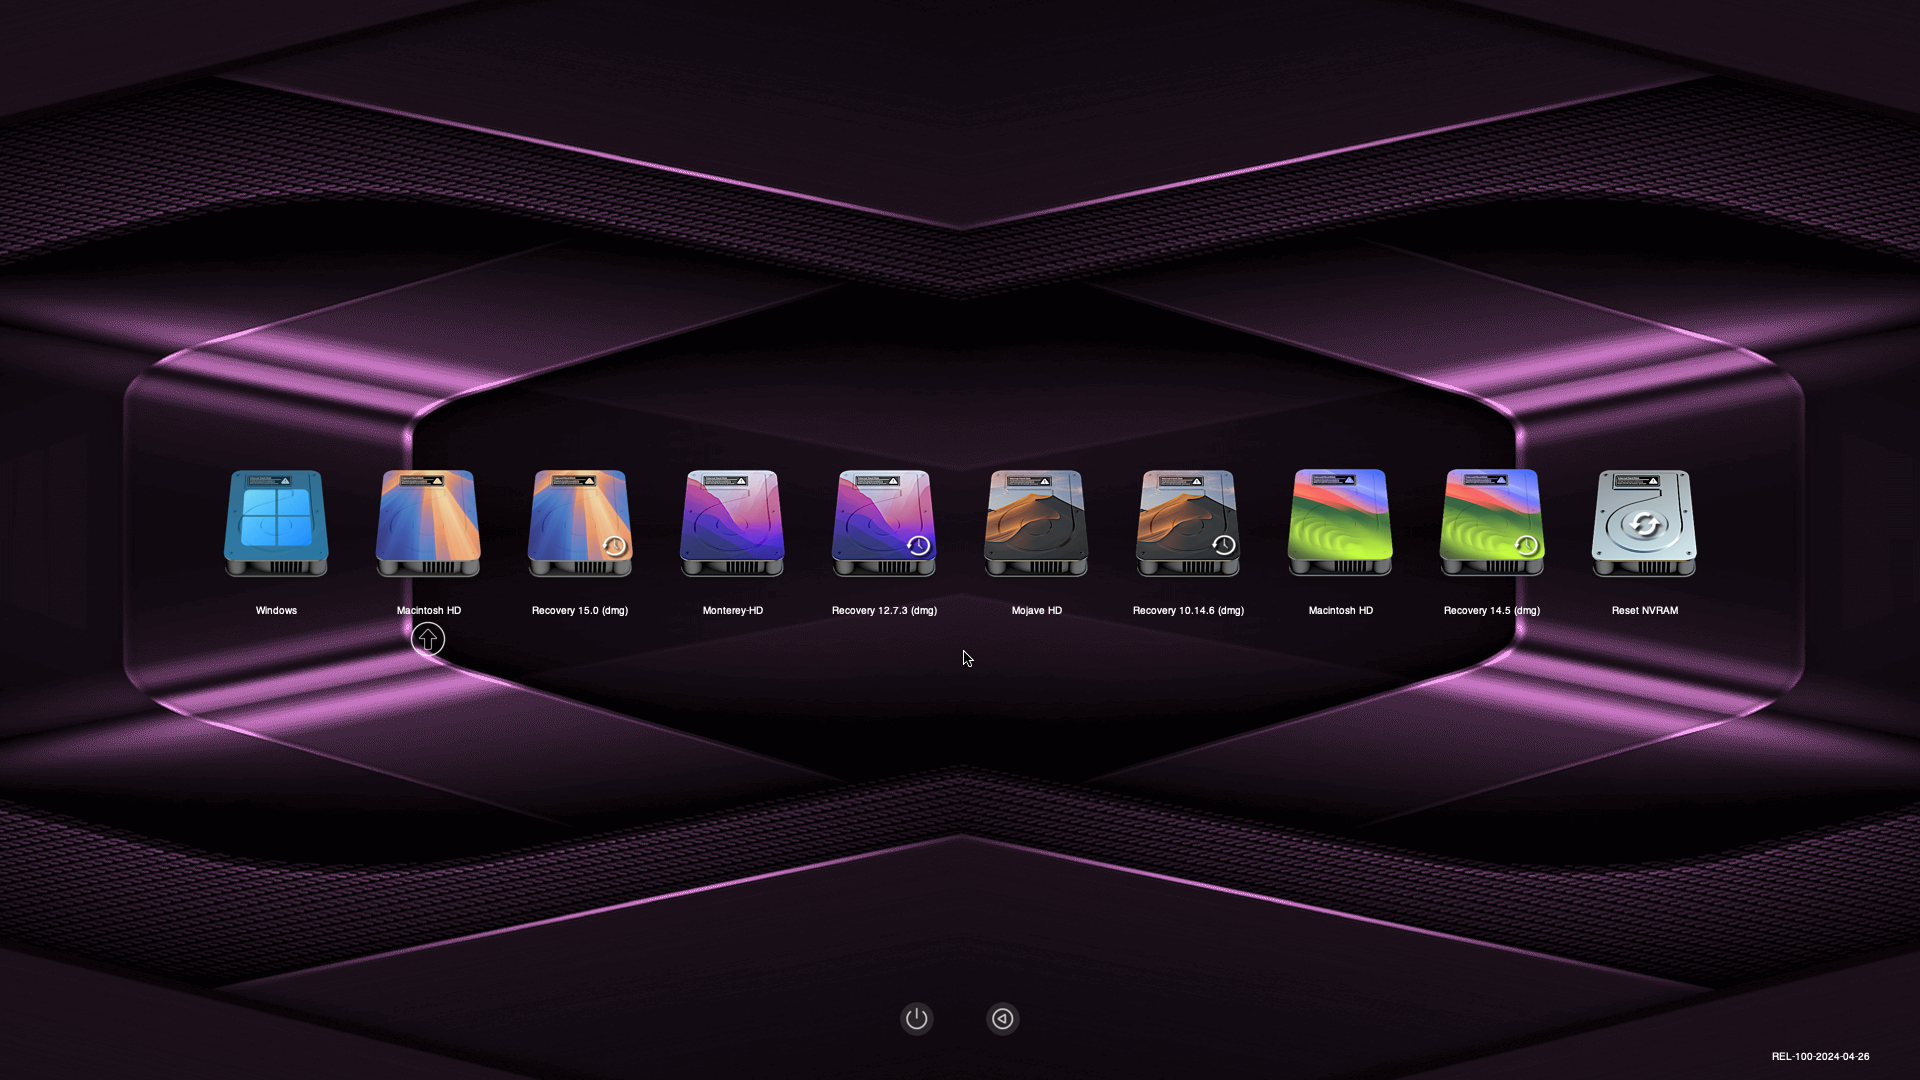 Windows
Macintosh HD
Recovery 15.0 (dmg)
Monterey-HD
Recovery 12.7.3 (dmg)
Mojave HD
Recovery 10.14.6 (dmg)
Macintosh HD
Recovery 14.5 (dmg)
Reset NVRAM
REL-100-2024-04-26